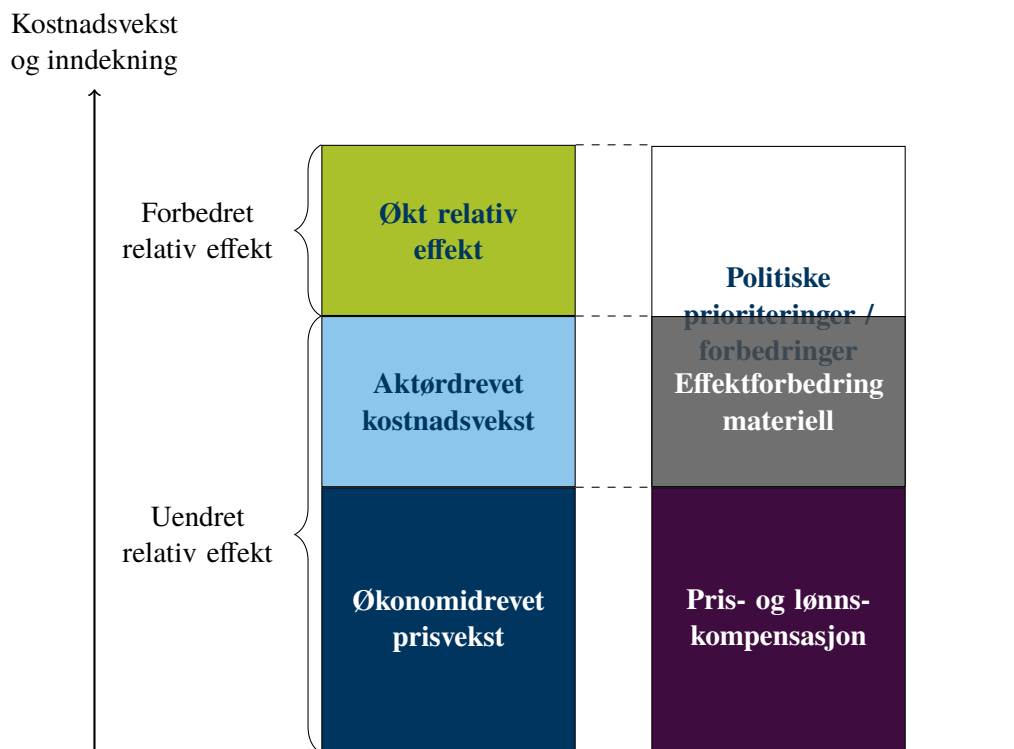 Kostnadsvekst
og inndekning
Forbedret
relativ effekt
Økt relativ
effekt
Politiske
prioriteringer /
forbedringer
Aktørdrevet
kostnadsvekst
Effektforbedring
materiell
Uendret
relativ effekt
Økonomidrevet
prisvekst
Pris- og lønns-
kompensasjon